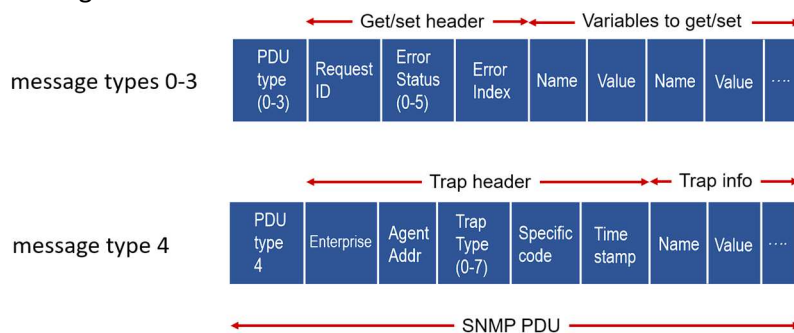 Get/set header
Variables to get/set
message types 0-3
PDU
type
(0-3)
Request
ID
Error
Status
(0-5)
Error
Index
Name
Value
Name
Value
....
Trap header
Trap info
message type 4
PDU
type
4
Enterprise
Agent
Addr
Trap
Type
(0-7)
Specific
code
Time
stamp
Name
Value
....
SNMP PDU